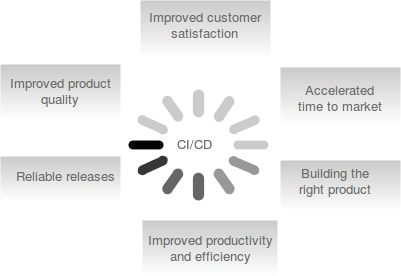 Improved customer
satisfaction
Improved product
quality
Accelerated
time to market
CI/CD
Reliable releases
Building the
right product
Improved productivity
and efficiency